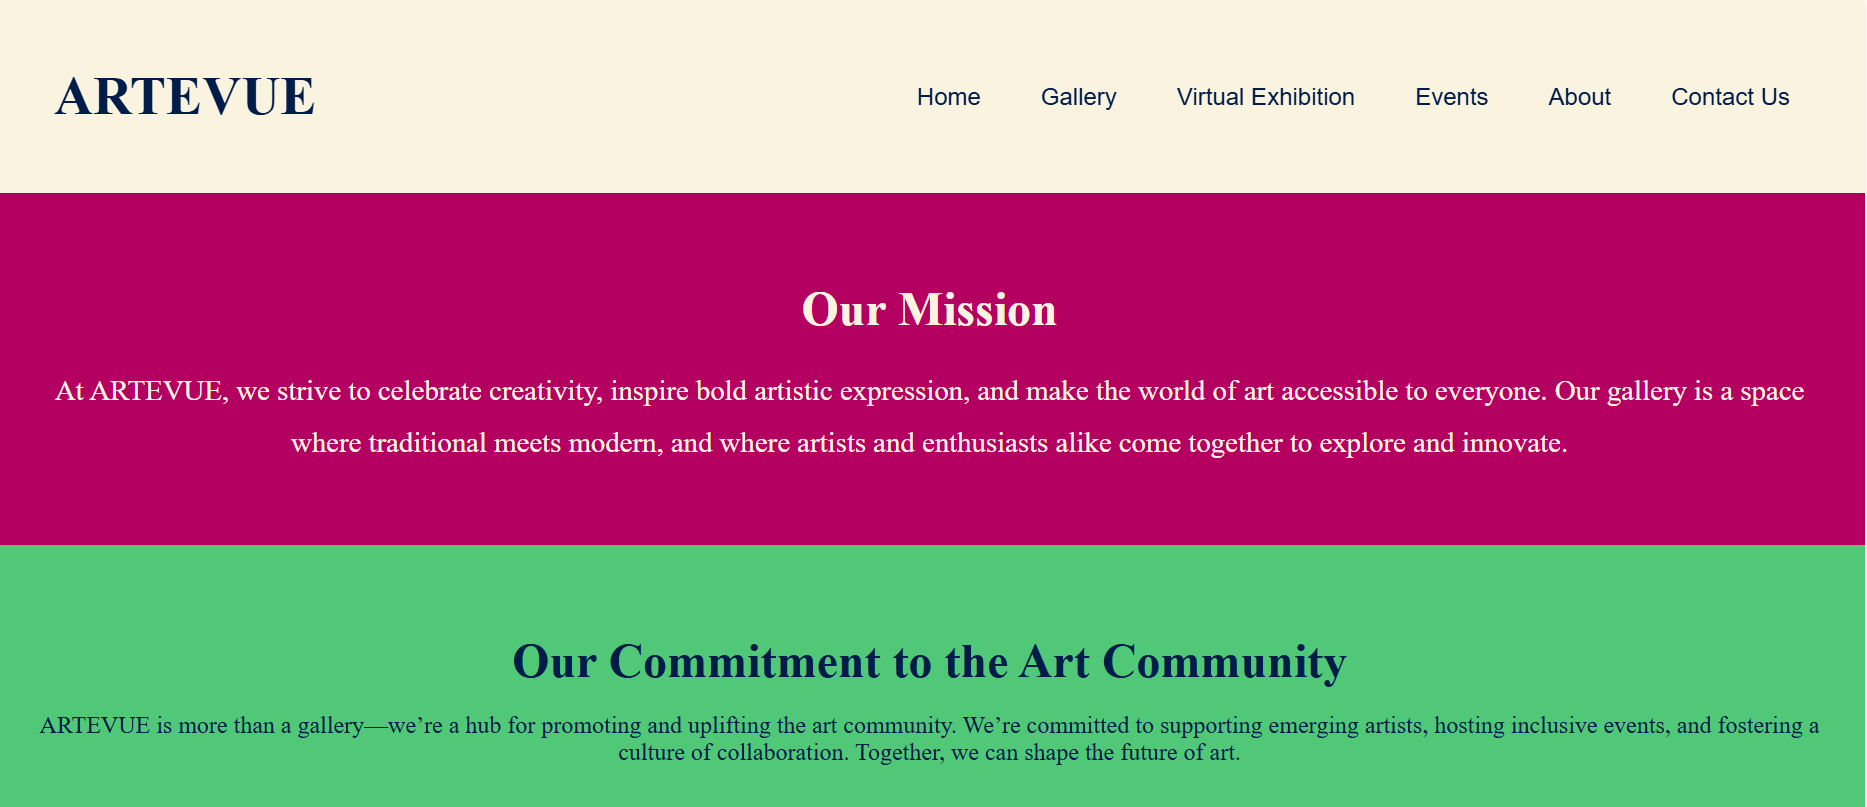 ARTEVUE
Home Gallery Virtual Exhibition Events About Contact Us
Our Mission
At ARTEVUE, we strive to celebrate creativity, inspire bold artistic expression, and make the world of art accessible to everyone. Our gallery is a space
where traditional meets modern, and where artists and enthusiasts alike come together to explore and innovate.
Our Commitment to the Art Community
ARTEVUE is more than a gallery—we’re a hub for promoting and uplifting the art community. We’re committed to supporting emerging artists, hosting inclusive events, and fostering a
culture of collaboration. Together, we can shape the future of art.